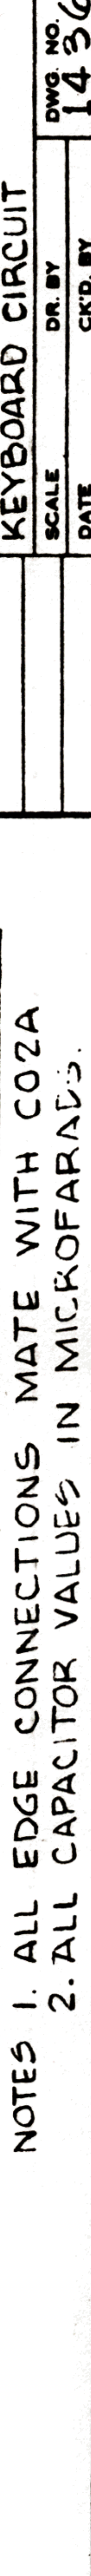 KEYBOARD CIRCUIT
SCALE DR. BY DWG. NO.
DATE CK'D. BY 1436
NOTES 1. ALL EDGE CONNECTIONS MATE WITH CO2A
2. ALL CAPACITOR VALUES IN MICROFARADS.